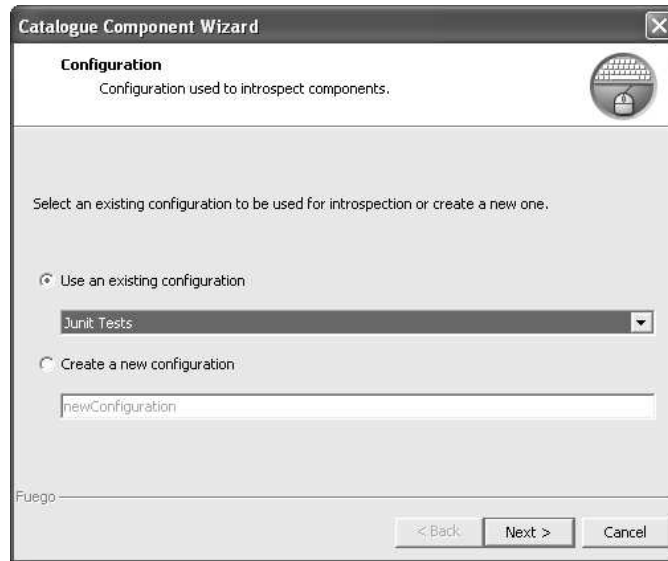 Catalogue Component Wizard
Configuration
Configuration used to introspect components.
Select an existing configuration to be used for introspection or create a new one.
Use an existing configuration
Junit Tests
Create a new configuration
newConfiguration
Fuego
< Back Next > Cancel